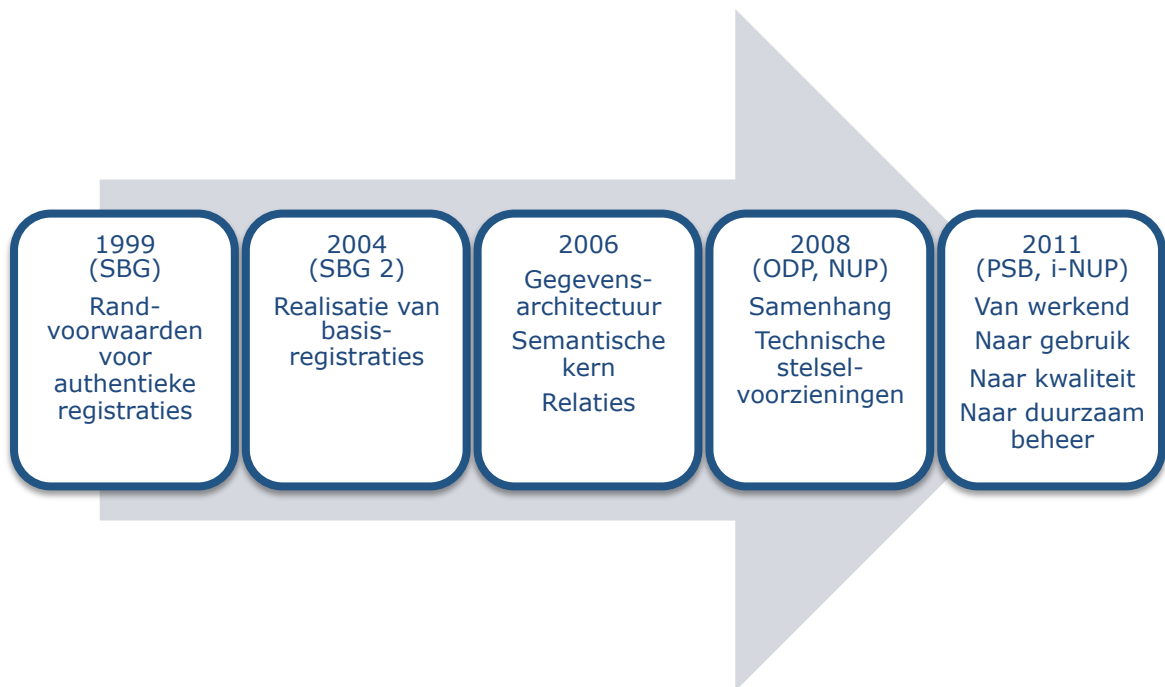 1999
(SBG)
Rand-
voorwaarden
voor
authentieke
registraties
2004
(SBG 2)
Realisatie van
basis-
registraties
2006
Gegevens-
architectuur
Semantische
kern
Relaties
2008
(ODP, NUP)
Samenhang
Technische
stelsel-
voorzieningen
2011
(PSB, i-NUP)
Van werkend
Naar gebruik
Naar kwaliteit
Naar duurzaam
beheer